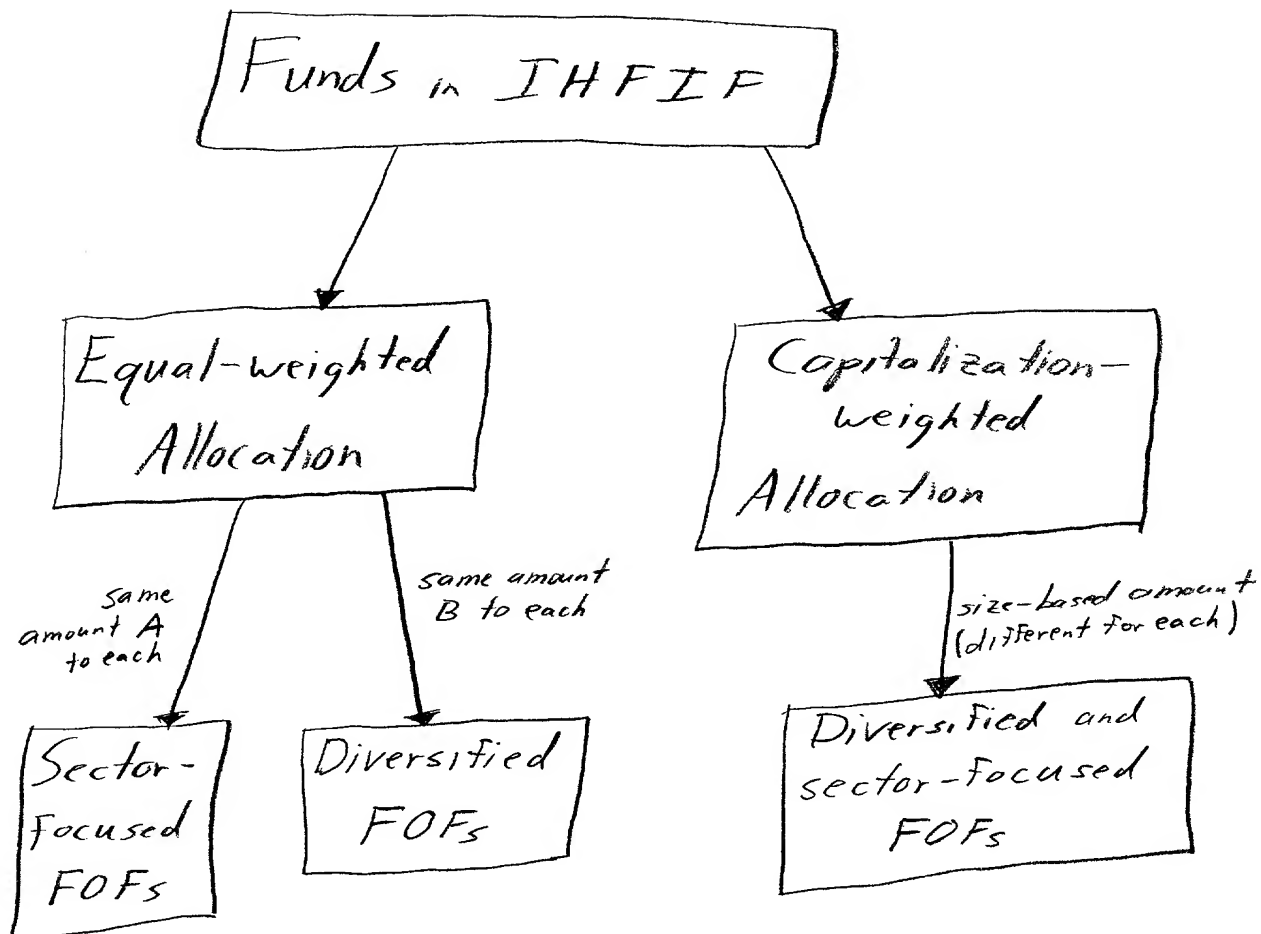 Funds in IHFIF
Equal-weighted
Allocation
Capitalization-
weighted
Allocation
same
amount A
to each
same amount
B to each
size-based amount
(different for each)
Sector-
focused
FOFs
Diversified
FOFs
Diversified and
sector-focused
FOFs